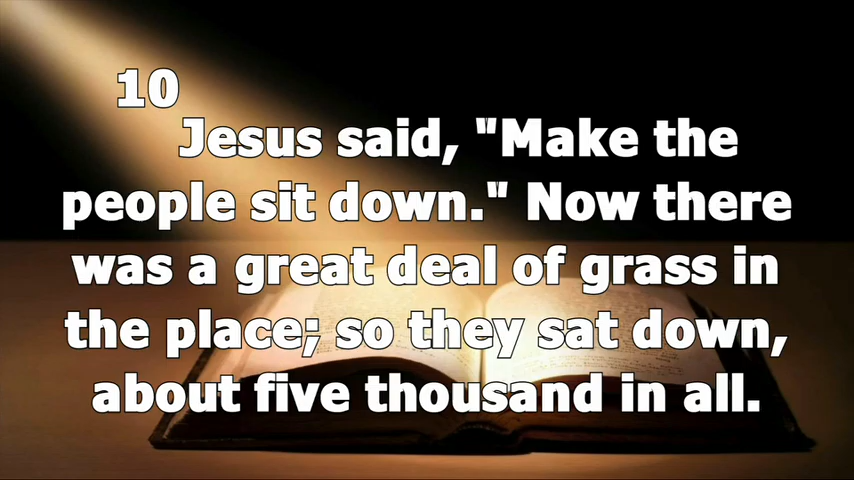 10
Jesus said, "Make the
people sit down." Now there
was a great deal of grass in
the place; so they sat down,
about five thousand in all.